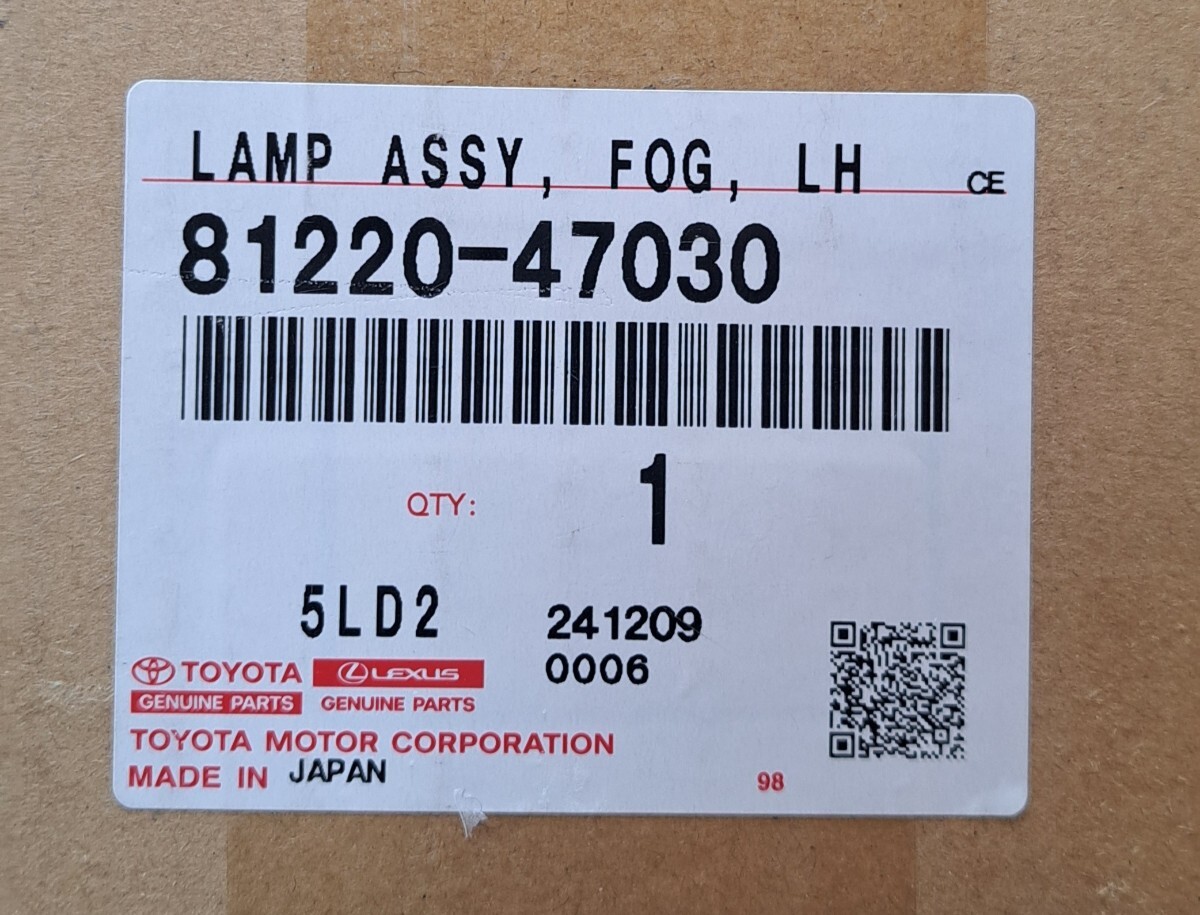 LAMP ASSY, FOG, LH CE
81220-47030
QTY: 1
5LD2 241209
0006
TOYOTA LEXUS
GENUINE PARTS GENUINE PARTS
TOYOTA MOTOR CORPORATION
MADE IN JAPAN
98